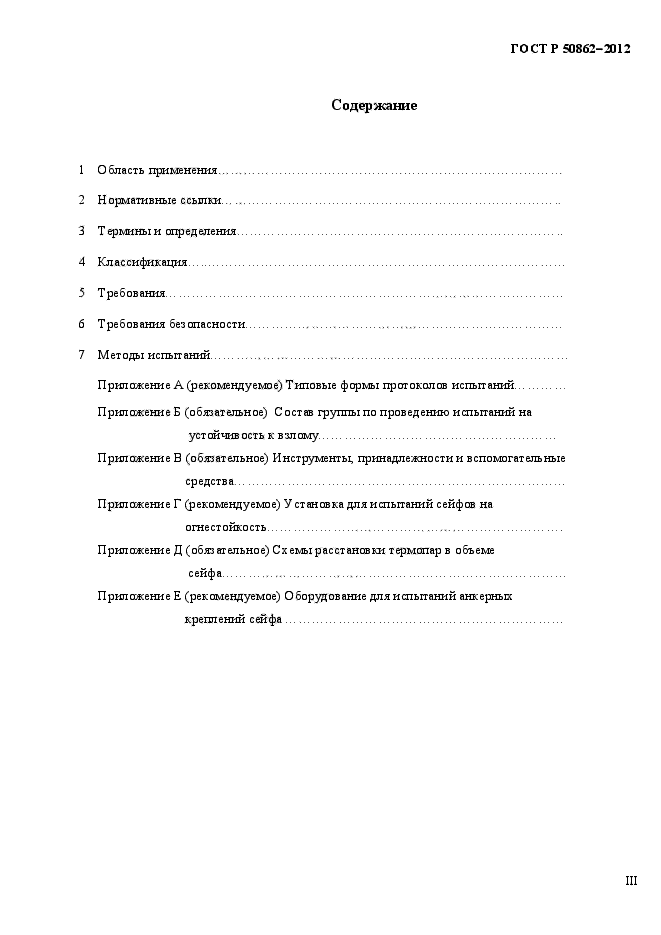 ГОСТ Р 50862–2012
Содержание
1 Область применения……………………………………………………………………
2 Нормативные ссылки…………………………………………………………………..
3 Термины и определения………………………………………………………………..
4 Классификация…………………………………………………………………………
5 Требования………………………………………………………………………………
6 Требования безопасности………………………………………………………………
7 Методы испытаний………………………………………………………………………
Приложение А (рекомендуемое) Типовые формы протоколов испытаний…………
Приложение Б (обязательное) Состав группы по проведению испытаний на
устойчивость к взлому………………………………………………
Приложение В (обязательное) Инструменты, принадлежности и вспомогательные
средства…………………………………………………………………
Приложение Г (рекомендуемое) Установка для испытаний сейфов на
огнестойкость………………………………………………………….
Приложение Д (обязательное) Схемы расстановки термопар в объеме
сейфа……………………………………………………………………
Приложение Е (рекомендуемое) Оборудование для испытаний анкерных
креплений сейфа ………………………………………………………
III